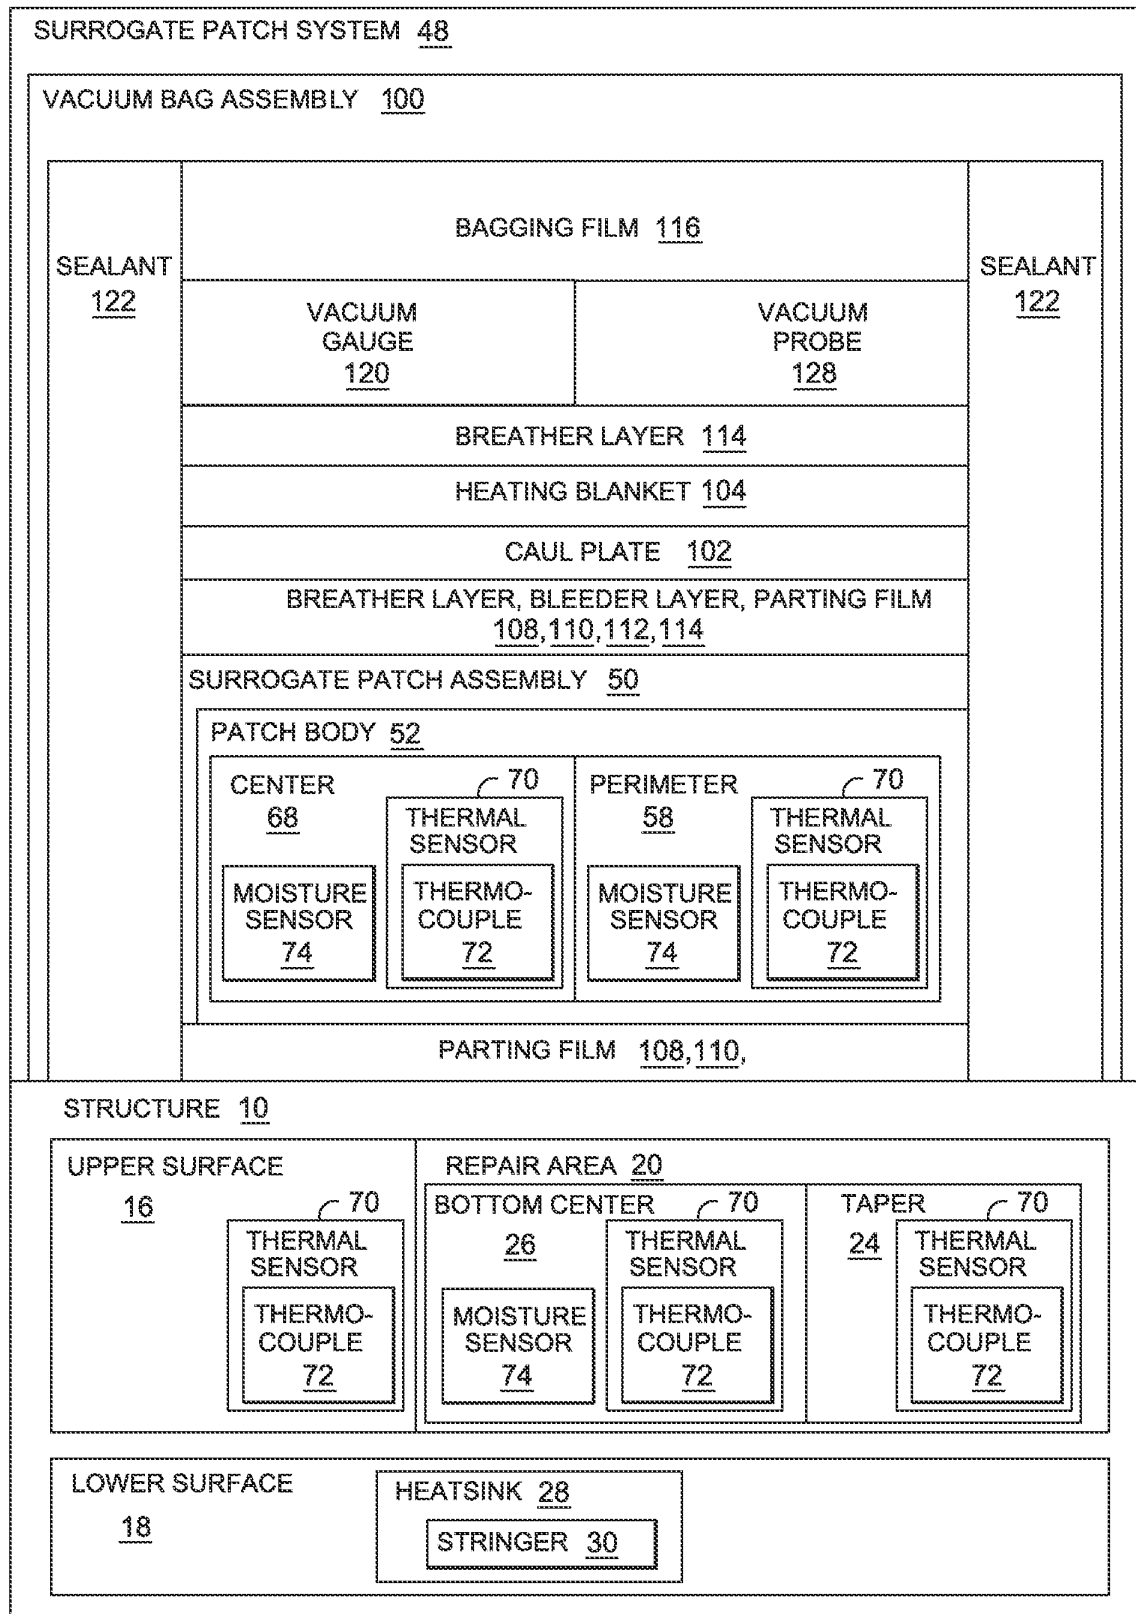 SURROGATE PATCH SYSTEM 48
VACUUM BAG ASSEMBLY 100
SEALANT
122
BAGGING FILM 116
SEALANT
122
VACUUM
GAUGE
120
VACUUM
PROBE
128
BREATHER LAYER 114
HEATING BLANKET 104
CAUL PLATE 102
BREATHER LAYER, BLEEDER LAYER, PARTING FILM
108, 110, 112, 114
SURROGATE PATCH ASSEMBLY 50
PATCH BODY 52
CENTER
68
70
THERMAL
SENSOR
MOISTURE
SENSOR
74
THERMO-
COUPLE
72
PERIMETER
58
70
THERMAL
SENSOR
MOISTURE
SENSOR
74
THERMO-
COUPLE
72
PARTING FILM 108, 110,
STRUCTURE 10
UPPER SURFACE
16
70
THERMAL
SENSOR
THERMO-
COUPLE
72
REPAIR AREA 20
BOTTOM CENTER
26
70
THERMAL
SENSOR
MOISTURE
SENSOR
74
THERMO-
COUPLE
72
TAPER
24
70
THERMAL
SENSOR
THERMO-
COUPLE
72
LOWER SURFACE
18
HEATSINK 28
STRINGER 30